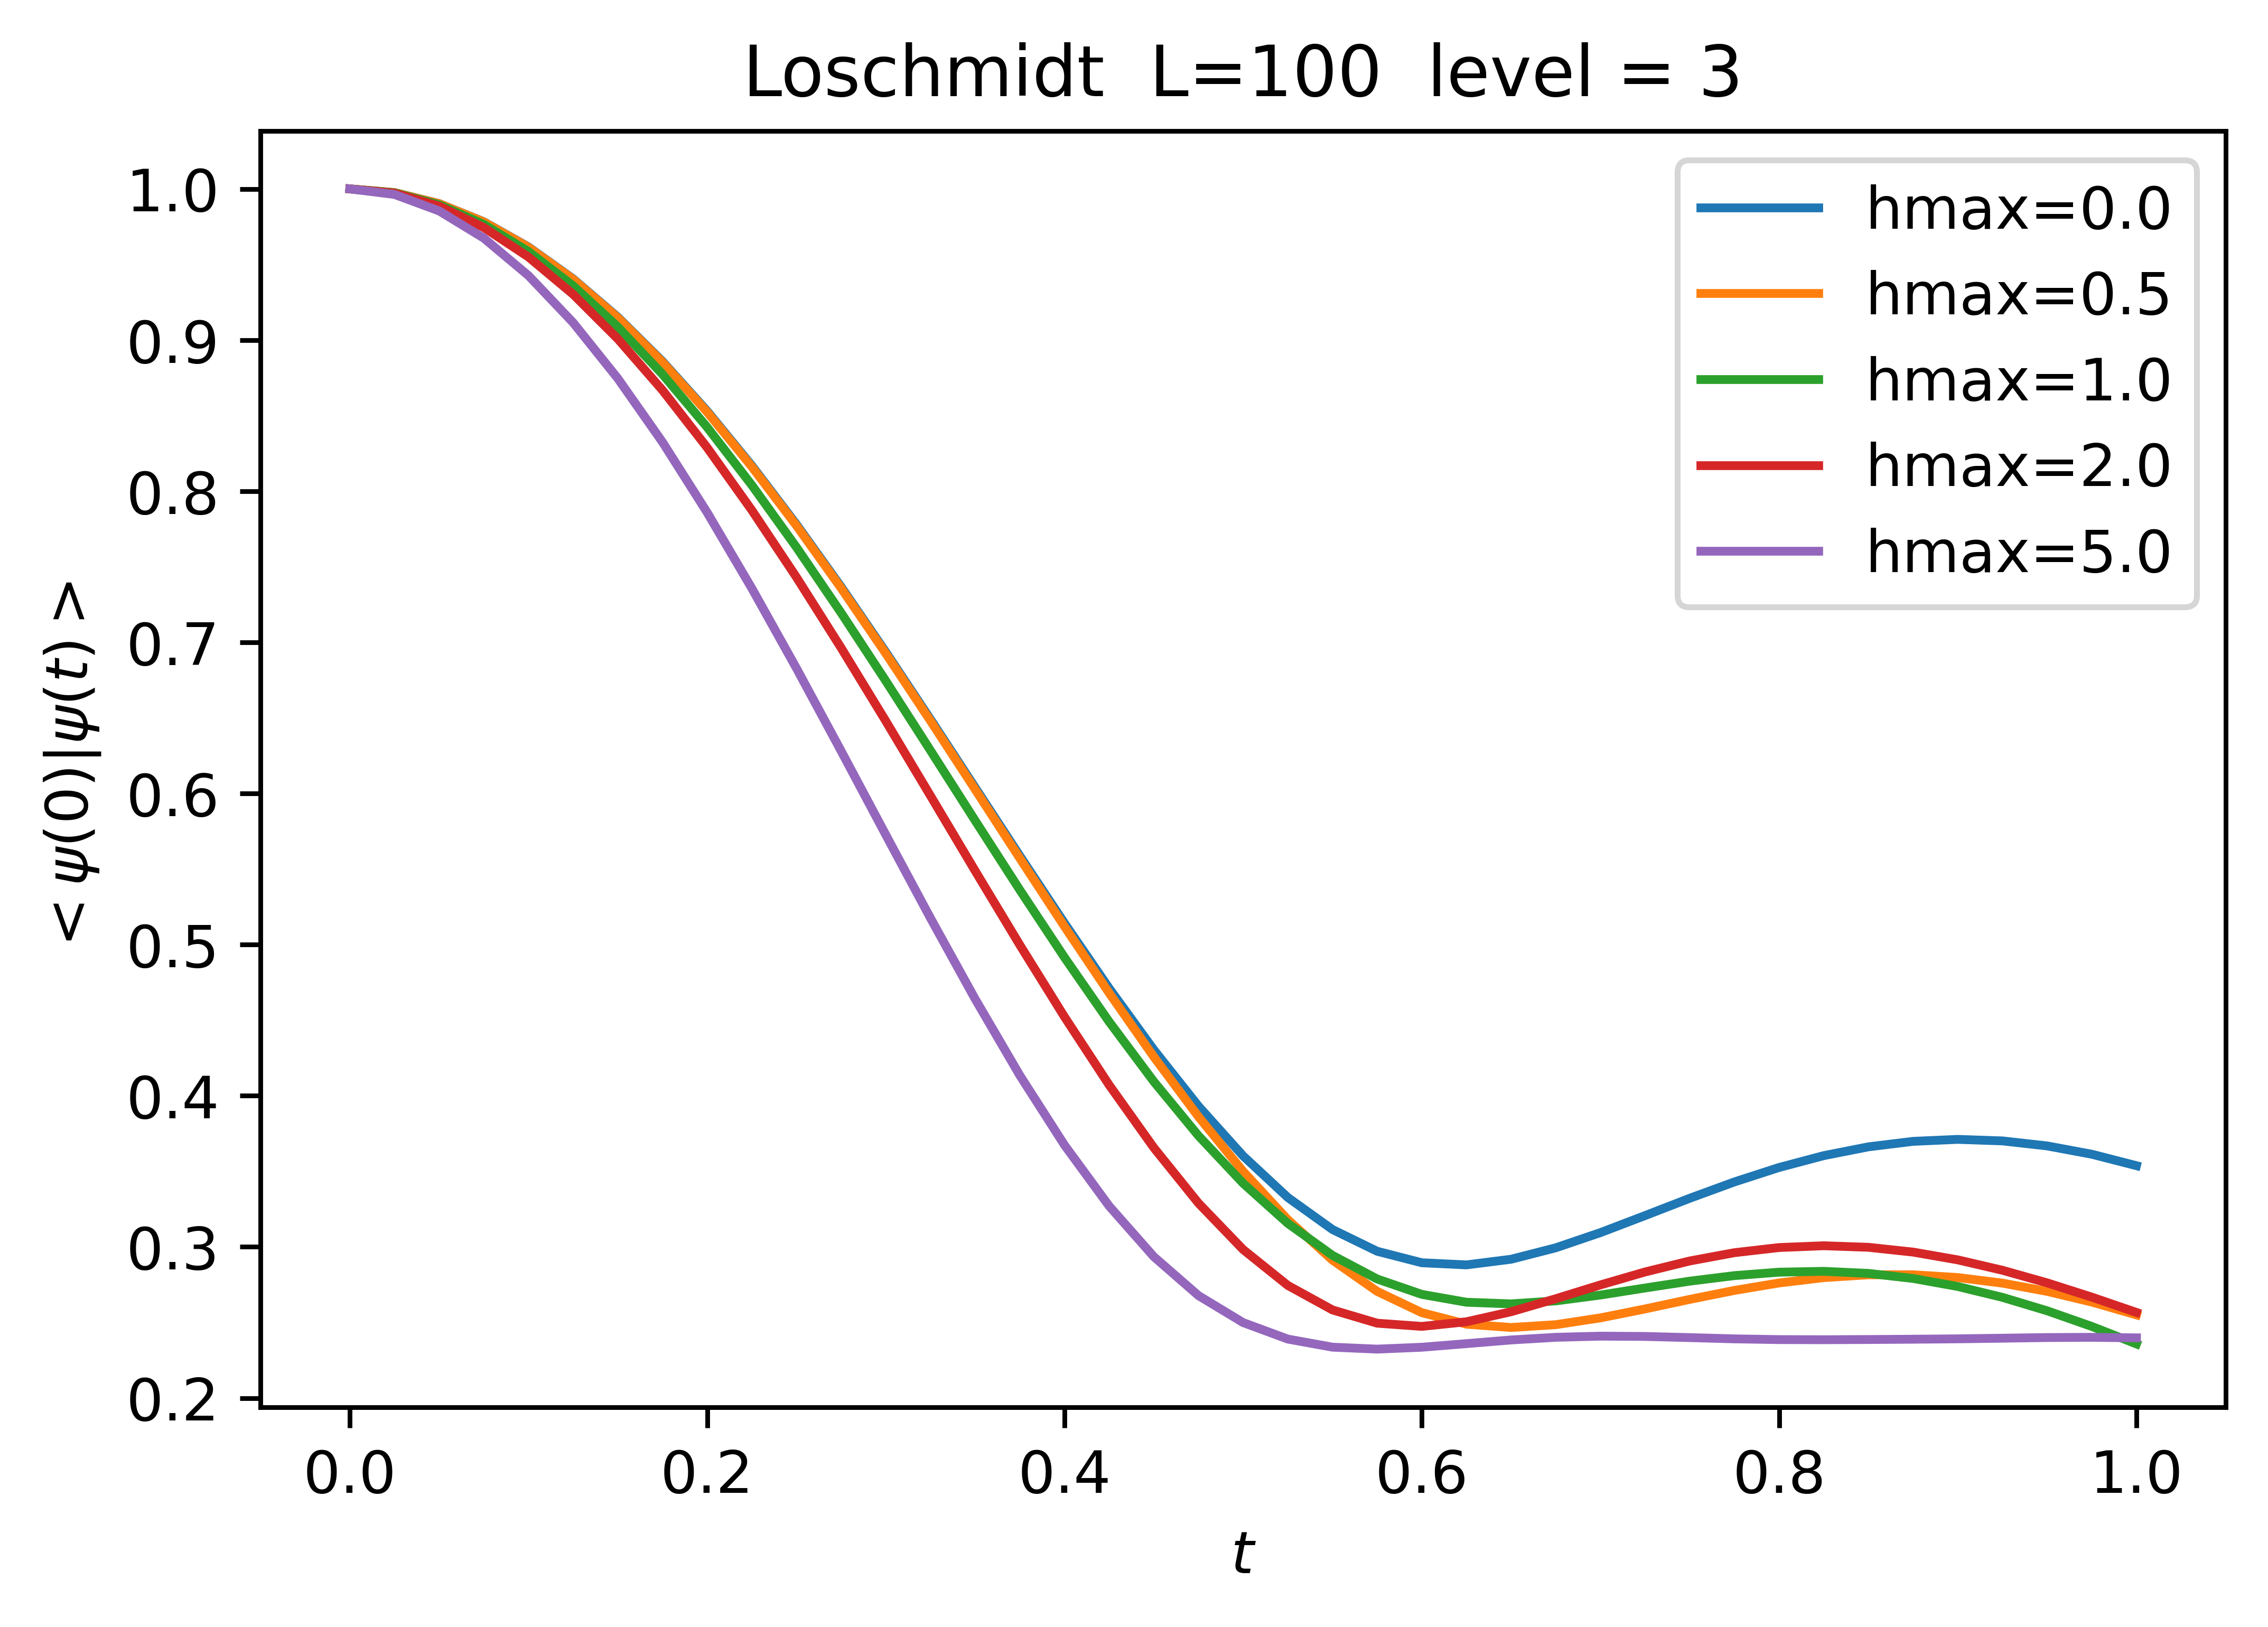 Loschmidt L=100 level = 3
< ψ(0)|ψ(t) >
1.0
0.9
0.8
0.7
0.6
0.5
0.4
0.3
0.2
hmax=0.0
hmax=0.5
hmax=1.0
hmax=2.0
hmax=5.0
0.0 0.2 0.4 0.6 0.8 1.0
t